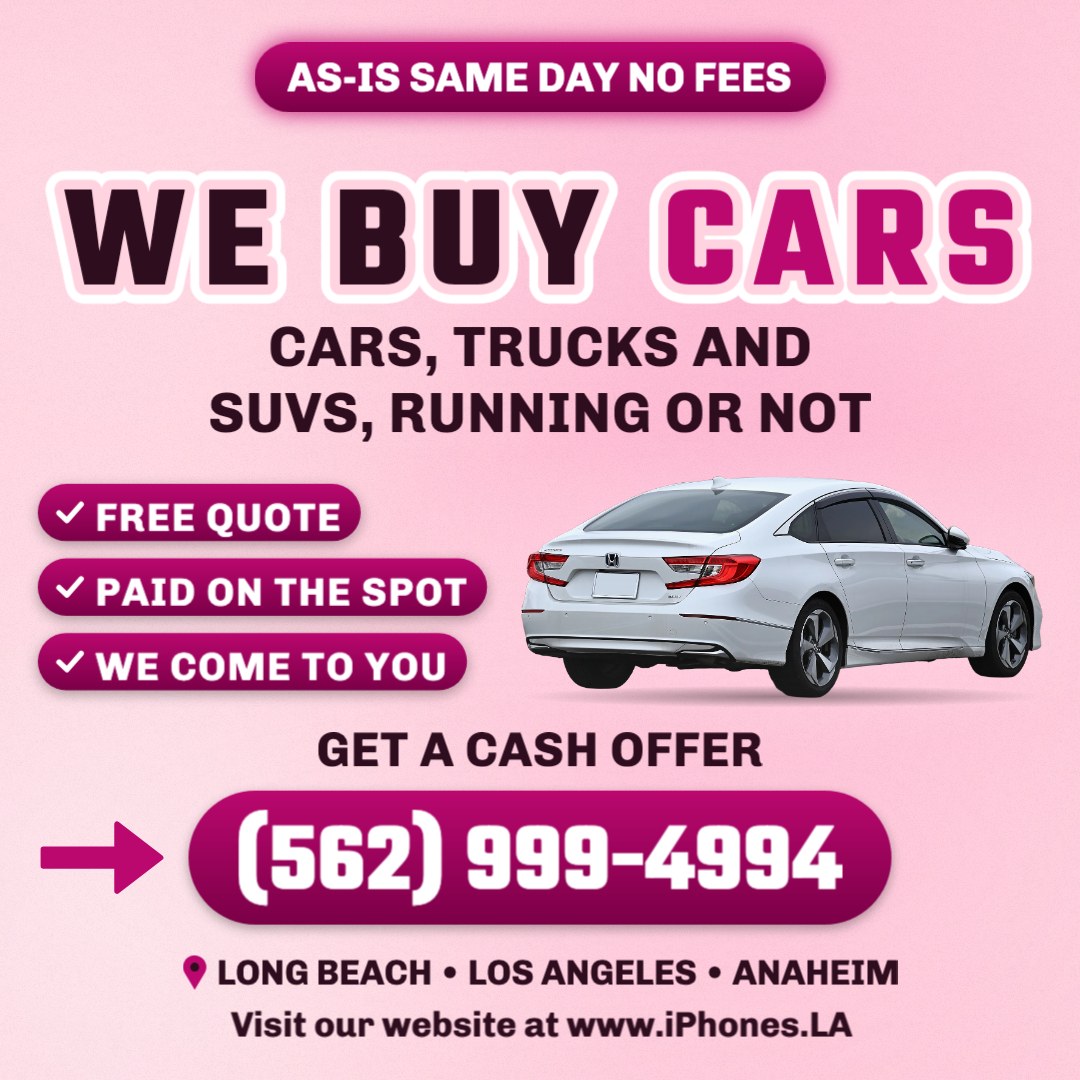 AS-IS SAME DAY NO FEES
WE BUY CARS
CARS, TRUCKS AND
SUVS, RUNNING OR NOT
FREE QUOTE
PAID ON THE SPOT
WE COME TO YOU
GET A CASH OFFER
(562) 999-4994
LONG BEACH • LOS ANGELES • ANAHEIM
Visit our website at www.iPhones.LA